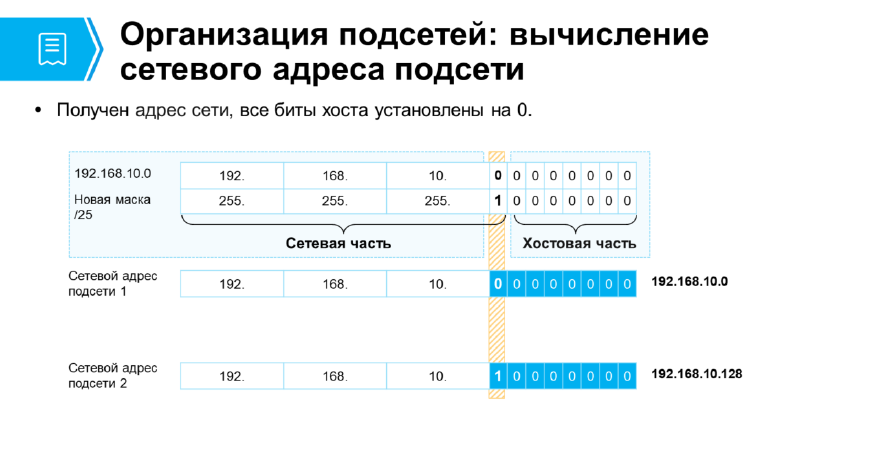 Организация подсетей: вычисление
сетевого адреса подсети
• Получен адрес сети, все биты хоста установлены на 0.
192.168.10.0 192. 168. 10. 0 0 0 0 0 0 0 0
Новая маска
/25 255. 255. 255. 1 0 0 0 0 0 0 0
Сетевая часть Хостовая часть
Сетевой адрес
подсети 1 192. 168. 10. 0 0 0 0 0 0 0 0 192.168.10.0
Сетевой адрес
подсети 2 192. 168. 10. 1 0 0 0 0 0 0 0 192.168.10.128